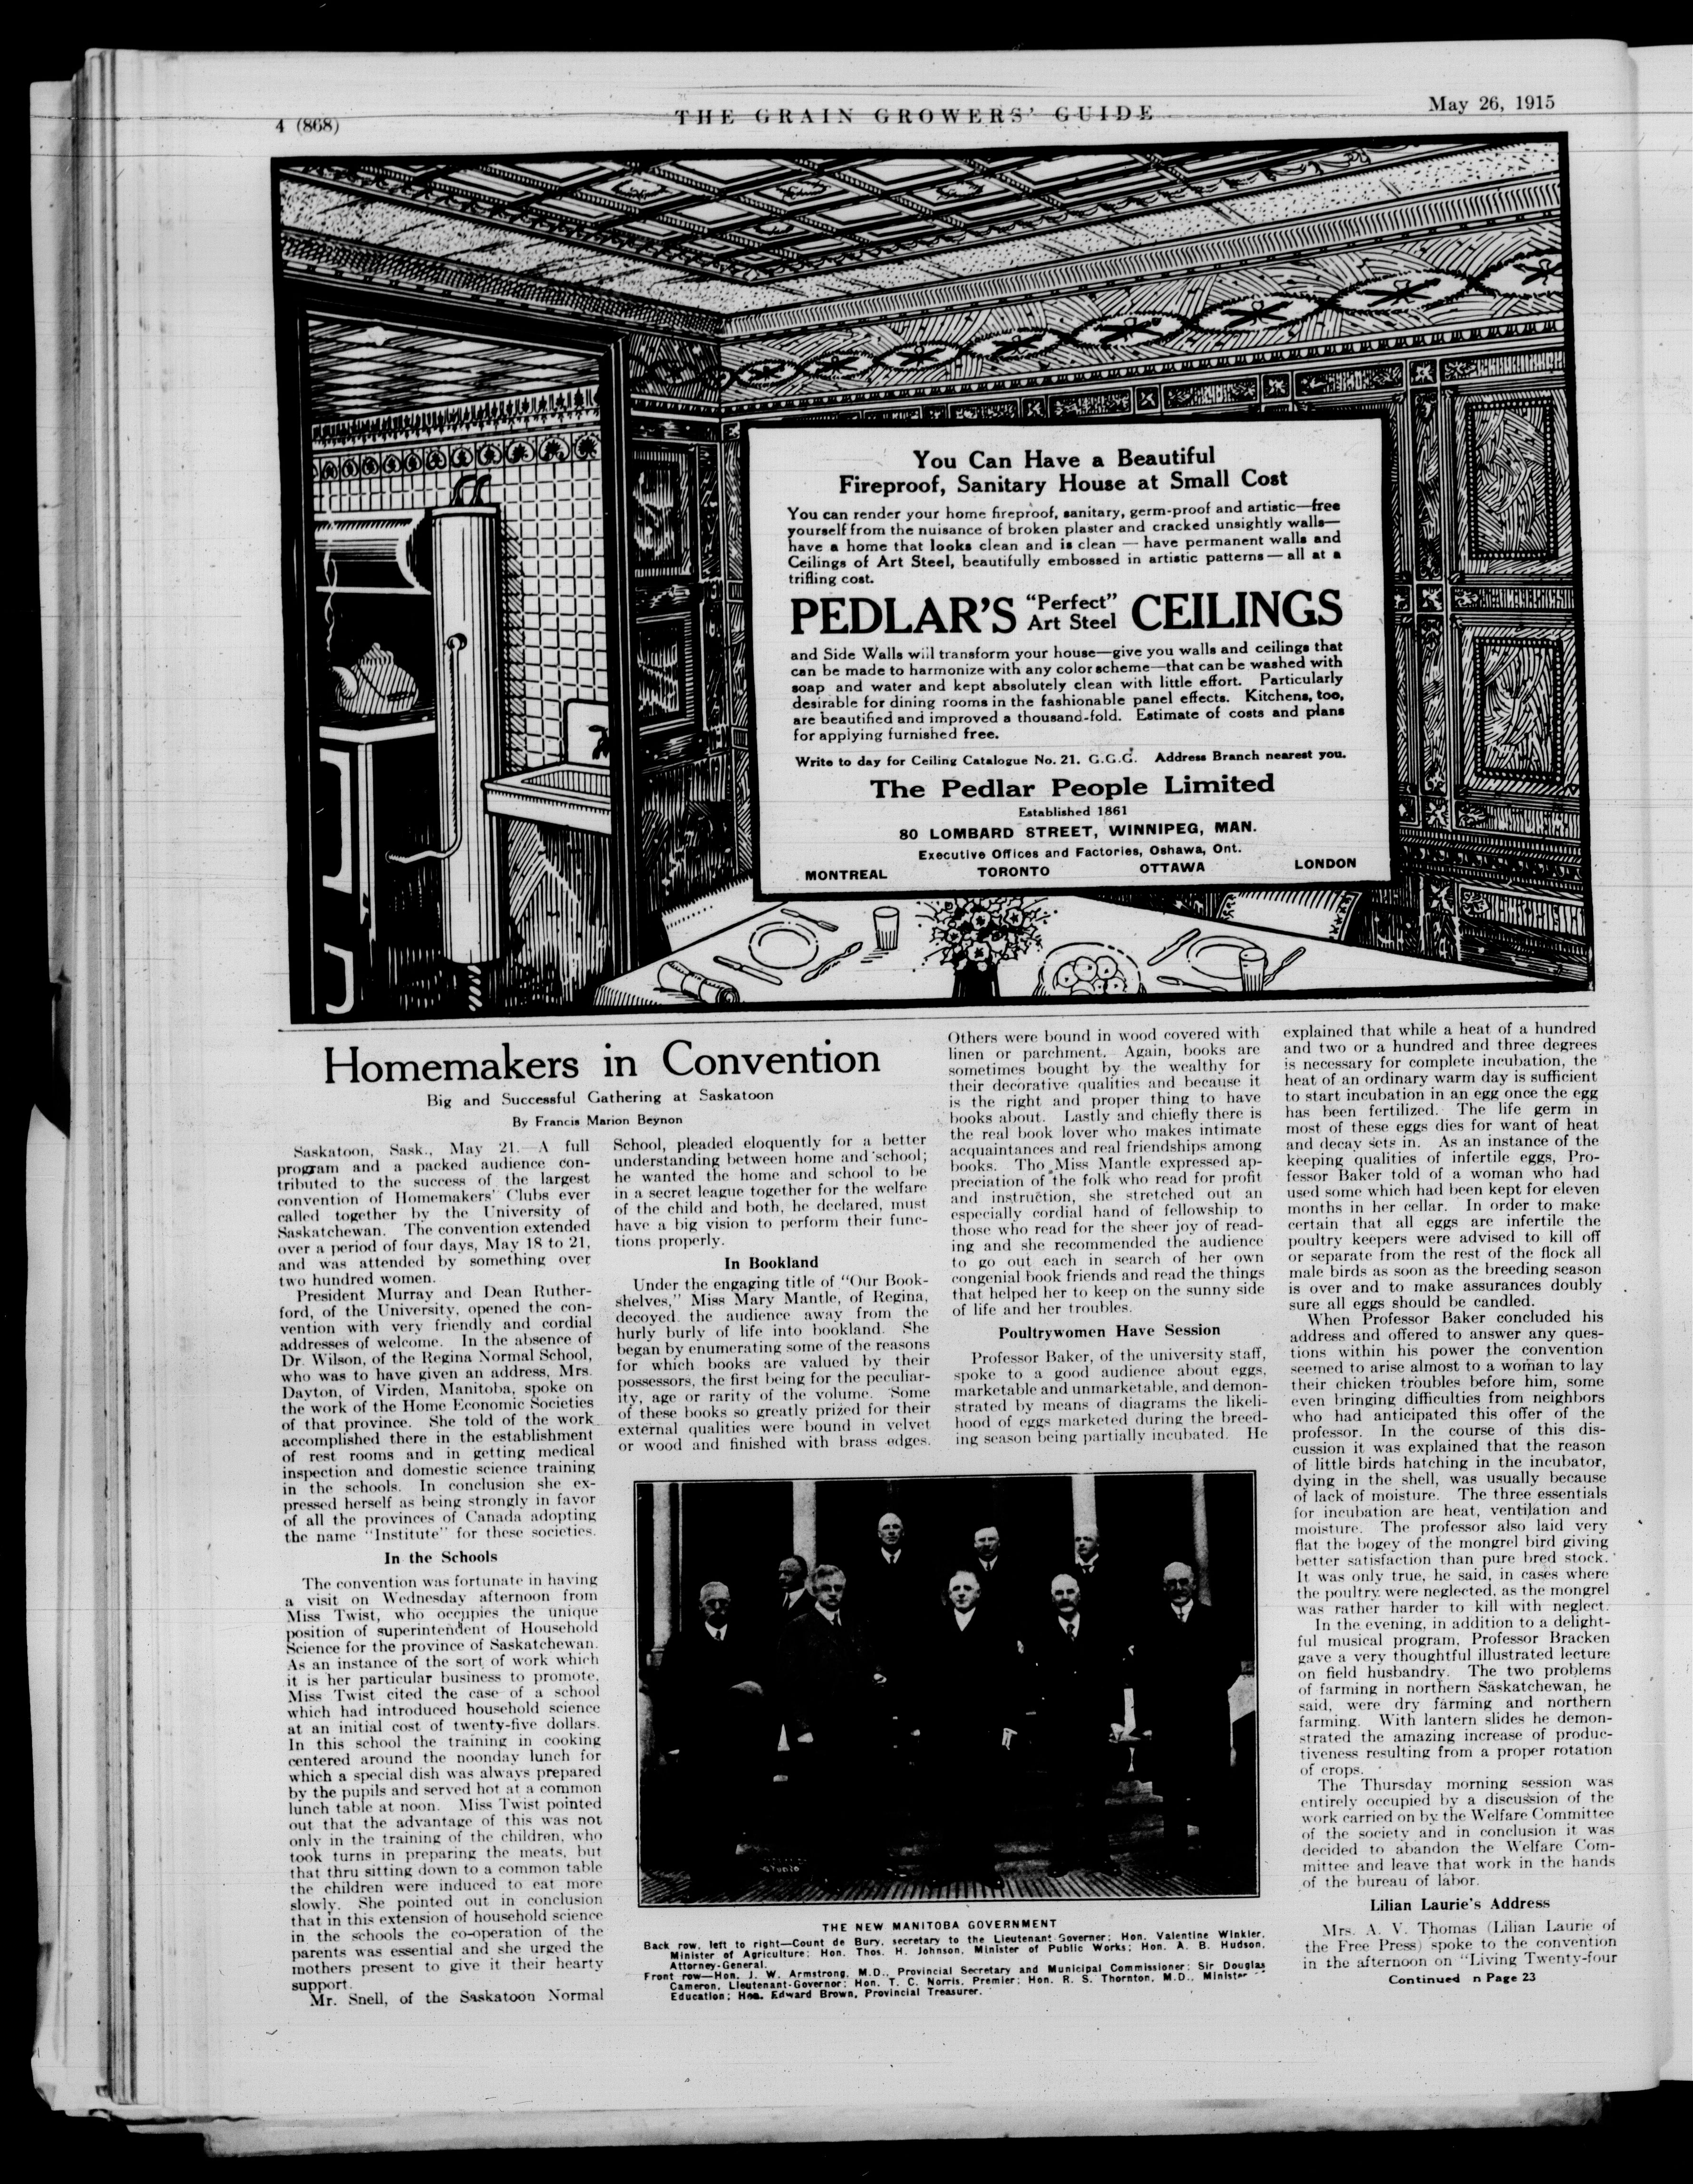 4 (868)
THE GRAIN GROWERS' GUIDE
May 26, 1915
You Can Have a Beautiful
Fireproof, Sanitary House at Small Cost
You can render your home fireproof, sanitary, germ-proof and artistic—free
yourself from the nuisance of broken plaster and cracked unsightly walls—
have a home that looks clean and is clean — have permanent walls and
Ceilings of Art Steel, beautifully embossed in artistic patterns — all at a
trifling cost.
PEDLAR'S "Perfect" Art Steel CEILINGS
and Side Walls will transform your house—give you walls and ceilings that
can be made to harmonize with any color scheme—that can be washed with
soap and water and kept absolutely clean with little effort. Particularly
desirable for dining rooms in the fashionable panel effects. Kitchens, too,
are beautified and improved a thousand-fold. Estimate of costs and plans
for applying furnished free.
Write to day for Ceiling Catalogue No. 21. G.G.G. Address Branch nearest you.
The Pedlar People Limited
Established 1861
80 LOMBARD STREET, WINNIPEG, MAN.
Executive Offices and Factories, Oshawa, Ont.
MONTREAL TORONTO OTTAWA LONDON
Homemakers in Convention
Big and Successful Gathering at Saskatoon
By Francis Marion Beynon
Saskatoon, Sask., May 21.—A full
program and a packed audience con-
tributed to the success of the largest
convention of Homemakers' Clubs ever
called together by the University of
Saskatchewan. The convention extended
over a period of four days, May 18 to 21,
and was attended by something over
two hundred women.
President Murray and Dean Ruther-
ford, of the University, opened the con-
vention with very friendly and cordial
addresses of welcome. In the absence of
Dr. Wilson, of the Regina Normal School,
who was to have given an address, Mrs.
Dayton, of Virden, Manitoba, spoke on
the work of the Home Economic Societies
of that province. She told of the work
accomplished there in the establishment
of rest rooms and in getting medical
inspection and domestic science training
in the schools. In conclusion she ex-
pressed herself as being strongly in favor
of all the provinces of Canada adopting
the name "Institute" for these societies.
In the Schools
The convention was fortunate in having
a visit on Wednesday afternoon from
Miss Twist, who occupies the unique
position of superintendent of Household
Science for the province of Saskatchewan.
As an instance of the sort of work which
it is her particular business to promote,
Miss Twist cited the case of a school
which had introduced household science
at an initial cost of twenty-five dollars.
In this school the training in cooking
centered around the noonday lunch for
which a special dish was always prepared
by the pupils and served hot at a common
lunch table at noon. Miss Twist pointed
out that the advantage of this was not
only in the training of the children, who
took turns in preparing the meats, but
that thru sitting down to a common table
the children were induced to eat more
slowly. She pointed out in conclusion
that in this extension of household science
in the schools the co-operation of the
parents was essential and she urged the
mothers present to give it their hearty
support.
Mr. Snell, of the Saskatoon Normal
School, pleaded eloquently for a better
understanding between home and school;
he wanted the home and school to be
in a secret league together for the welfare
of the child and both, he declared, must
have a big vision to perform their func-
tions properly.
In Bookland
Under the engaging title of "Our Book-
shelves," Miss Mary Mantle, of Regina,
decoyed the audience away from the
hurly burly of life into bookland. She
began by enumerating some of the reasons
for which books are valued by their
possessors, the first being for the peculiar-
ity, age or rarity of the volume. Some
of these books so greatly prized for their
external qualities were bound in velvet
or wood and finished with brass edges.
Others were bound in wood covered with
linen or parchment. Again, books are
sometimes bought by the wealthy for
their decorative qualities and because it
is the right and proper thing to have
books about. Lastly and chiefly there is
the real book lover who makes intimate
acquaintances and real friendships among
books. Tho Miss Mantle expressed ap-
preciation of the folk who read for profit
and instruction, she stretched out an
especially cordial hand of fellowship to
those who read for the sheer joy of read-
ing and she recommended the audience
to go out each in search of her own
congenial book friends and read the things
that helped her to keep on the sunny side
of life and her troubles.
Poultrywomen Have Session
Professor Baker, of the university staff,
spoke to a good audience about eggs,
marketable and unmarketable, and demon-
strated by means of diagrams the likeli-
hood of eggs marketed during the breed-
ing season being partially incubated. He
explained that while a heat of a hundred
and two or a hundred and three degrees
is necessary for complete incubation, the
heat of an ordinary warm day is sufficient
to start incubation in an egg once the egg
has been fertilized. The life germ in
most of these eggs dies for want of heat
and decay sets in. As an instance of the
keeping qualities of infertile eggs, Pro-
fessor Baker told of a woman who had
used some which had been kept for eleven
months in her cellar. In order to make
certain that all eggs are infertile the
poultry keepers were advised to kill off
or separate from the rest of the flock all
male birds as soon as the breeding season
is over and to make assurances doubly
sure all eggs should be candled.
When Professor Baker concluded his
address and offered to answer any ques-
tions within his power the convention
seemed to arise almost to a woman to lay
their chicken troubles before him, some
even bringing difficulties from neighbors
who had anticipated this offer of the
professor. In the course of this dis-
cussion it was explained that the reason
of little birds hatching in the incubator,
dying in the shell, was usually because
of lack of moisture. The three essentials
for incubation are heat, ventilation and
moisture. The professor also laid very
flat the bogey of the mongrel bird giving
better satisfaction than pure bred stock.
It was only true, he said, in cases where
the poultry were neglected, as the mongrel
was rather harder to kill with neglect.
In the evening, in addition to a delight-
ful musical program, Professor Bracken
gave a very thoughtful illustrated lecture
on field husbandry. The two problems
of farming in northern Saskatchewan, he
said, were dry farming and northern
farming. With lantern slides he demon-
strated the amazing increase of produc-
tiveness resulting from a proper rotation
of crops.
The Thursday morning session was
entirely occupied by a discussion of the
work carried on by the Welfare Committee
of the society and in conclusion it was
decided to abandon the Welfare Com-
mittee and leave that work in the hands
of the bureau of labor.
Lilian Laurie's Address
Mrs. A. V. Thomas (Lilian Laurie of
the Free Press) spoke to the convention
in the afternoon on "Living Twenty-four
Continued n Page 23
STUDIO
THE NEW MANITOBA GOVERNMENT
Back row, left to right—Count de Bury, secretary to the Lieutenant-Governer; Hon. Valentine Winkler,
Minister of Agriculture; Hon. Thos. H. Johnson, Minister of Public Works; Hon. A. B. Hudson,
Attorney-General.
Front row—Hon. J. W. Armstrong, M.D., Provincial Secretary and Municipal Commissioner; Sir Douglas
Cameron, Lieutenant-Governor; Hon. T. C. Norris, Premier; Hon. R. S. Thornton, M.D., Minister
Education; Hon. Edward Brown, Provincial Treasurer.